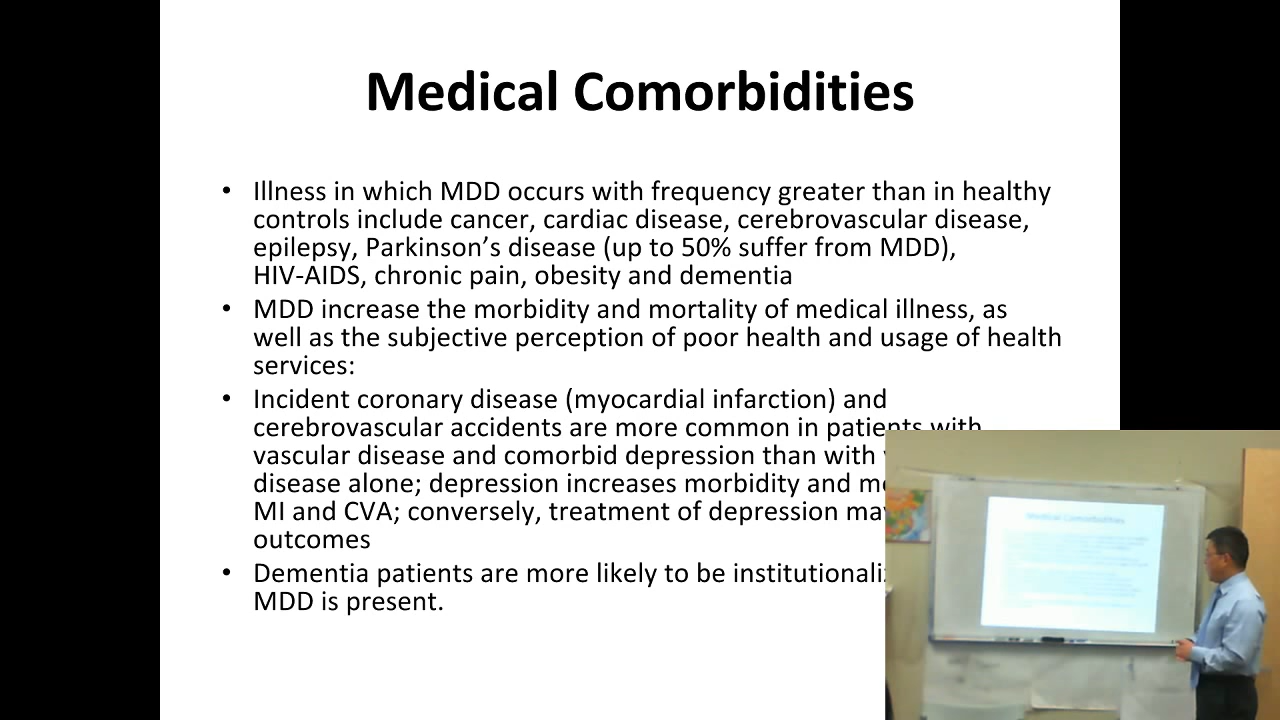 Medical Comorbidities
• Illness in which MDD occurs with frequency greater than in healthy
controls include cancer, cardiac disease, cerebrovascular disease,
epilepsy, Parkinson’s disease (up to 50% suffer from MDD),
HIV-AIDS, chronic pain, obesity and dementia
• MDD increase the morbidity and mortality of medical illness, as
well as the subjective perception of poor health and usage of health
services:
• Incident coronary disease (myocardial infarction) and
cerebrovascular accidents are more common in patients with
vascular disease and comorbid depression than with
disease alone; depression increases morbidity and
MI and CVA; conversely, treatment of depression may
outcomes
• Dementia patients are more likely to be
MDD is present.
Medical Comorbidities